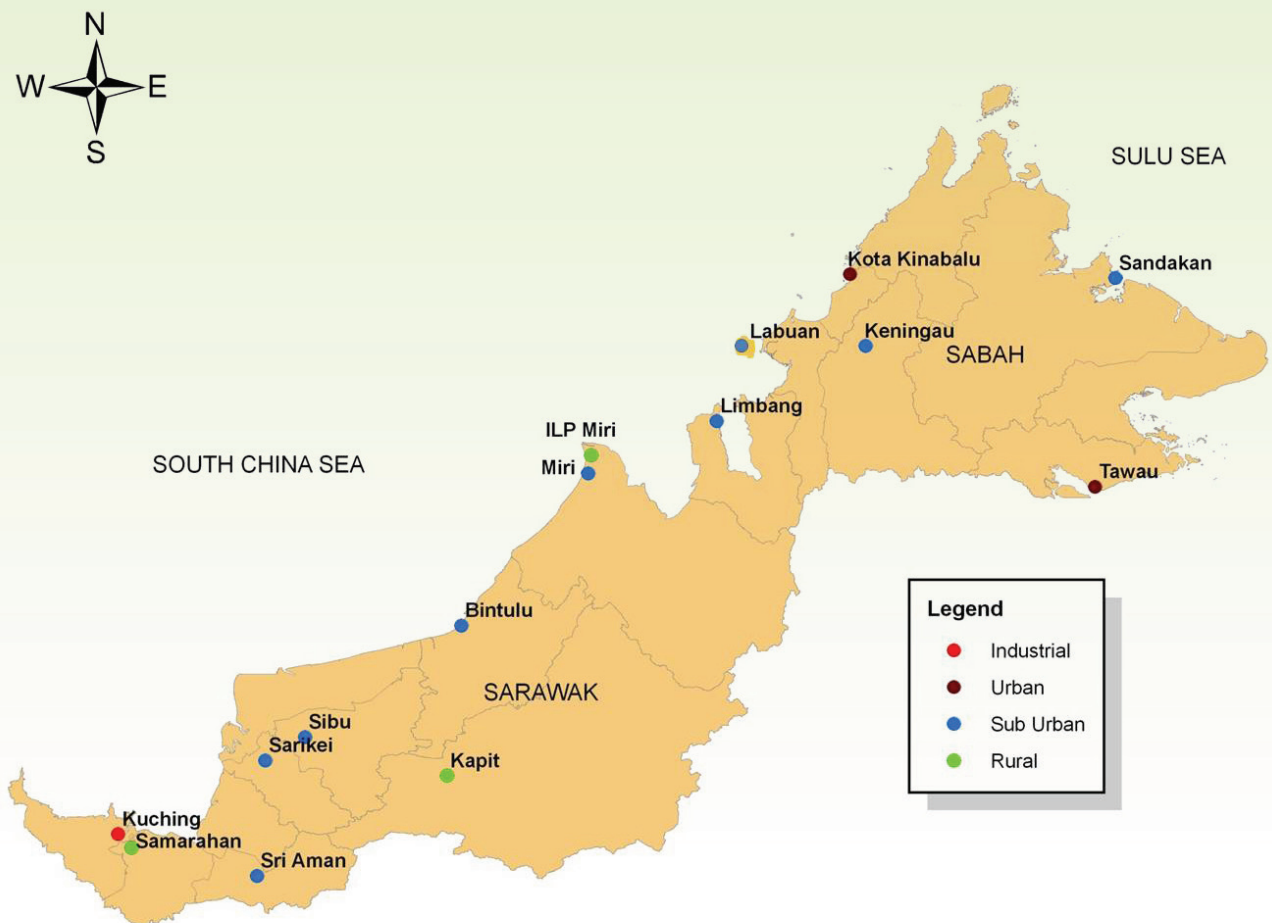 N
W
E
S
SULU SEA
Kota Kinabalu
Sandakan
Labuan
Keningau
SABAH
Limbang
ILP Miri
SOUTH CHINA SEA
Miri
Tawau
Bintulu
SARAWAK
Sibu
Sarikei
Kapit
Kuching
Samarahan
Sri Aman
Legend
Industrial
Urban
Sub Urban
Rural